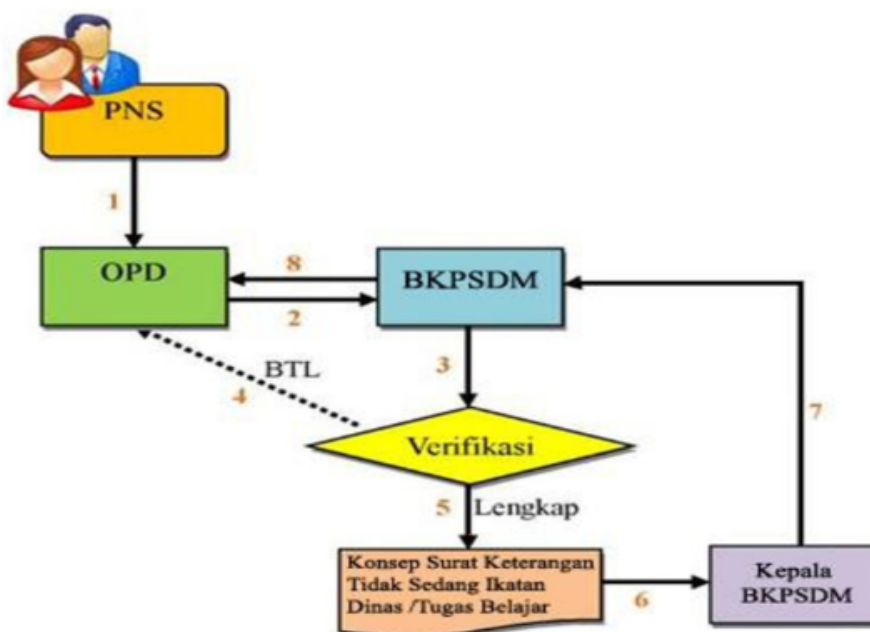 PNS
1
OPD
8
2
BKPSDM
BTL
4
3
7
Verifikasi
5
Lengkap
Konsep Surat Keterangan
Tidak Sedang Ikatan
Dinas /Tugas Belajar
6
Kepala
BKPSDM